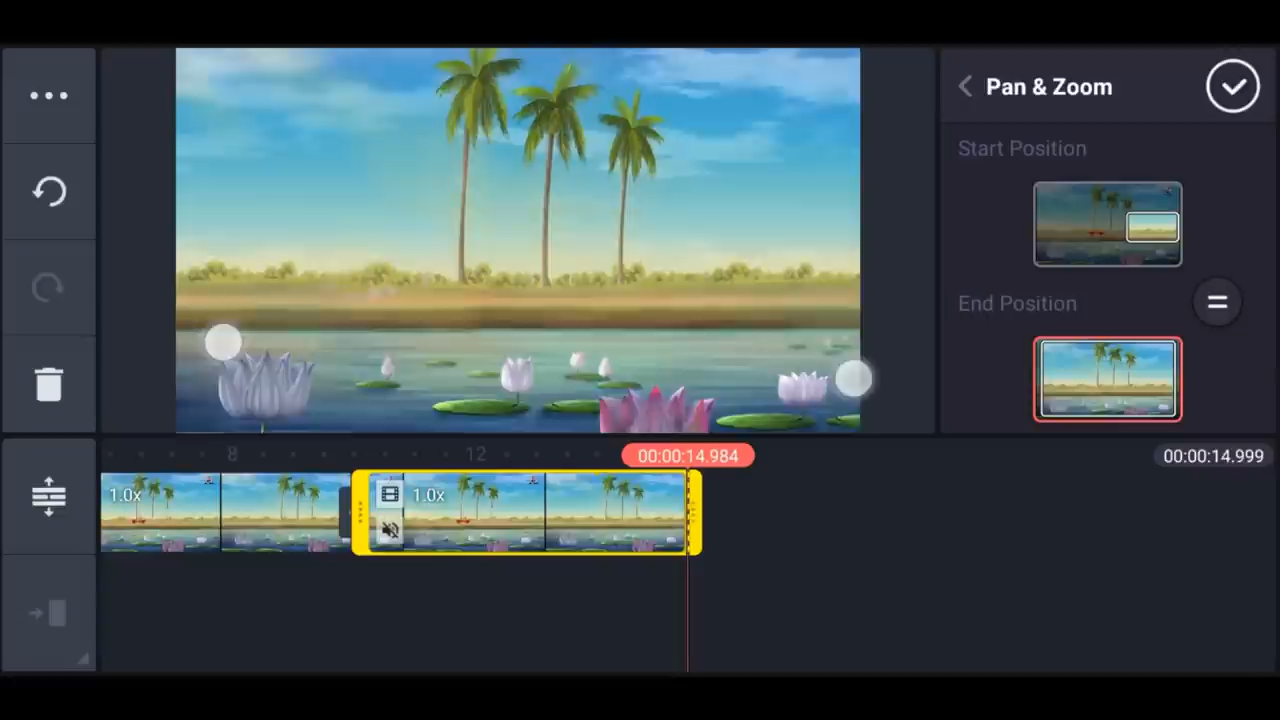 Pan & Zoom
Start Position
End Position
8
12
00:00:14.984
00:00:14.999
1.0x
1.0x